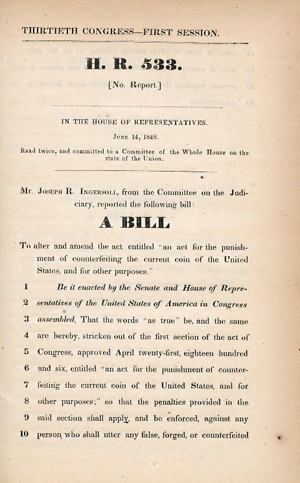 THIRTIETH CONGRESS—FIRST SESSION.
H. R. 533.
[No. Report.]
IN THE HOUSE OF REPRESENTATIVES.
June 14, 1848.
Read twice, and committed to a Committee of the Whole House on the
state of the Union.
Mr. Joseph R. Ingersoll, from the Committee on the Judi-
ciary, reported the following bill:
A BILL
To alter and amend the act entitled "an act for the punish-
ment of counterfeiting the current coin of the United
States, and for other purposes."
1 Be it enacted by the Senate and House of Repre-
2 sentatives of the United States of America in Congress
3 assembled, That the words "as true" be, and the same
4 are hereby, stricken out of the first section of the act of
5 Congress, approved April twenty-first, eighteen hundred
6 and six, entitled "an act for the punishment of counter-
7 feiting the current coin of the United States, and for
8 other purposes;" so that the penalties provided in the
9 said section shall apply, and be enforced, against any
10 person who shall utter any false, forged, or counterfeited